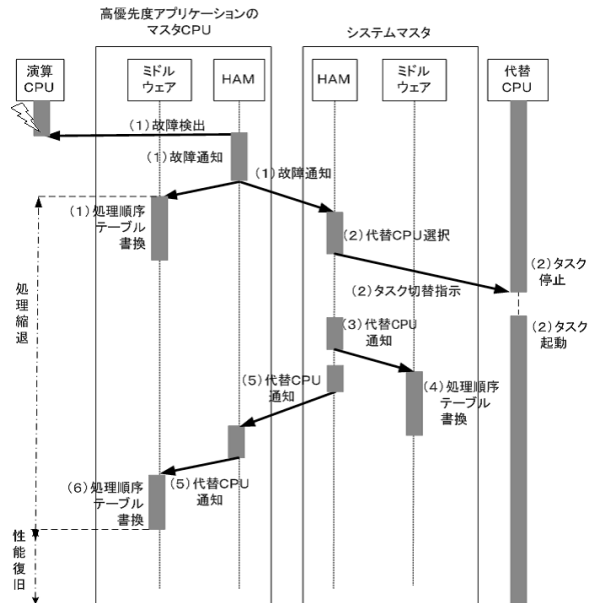 高優先度アプリケーションの
マスタCPU
システムマスタ
演算
CPU
ミドル
ウェア
HAM
HAM
ミドル
ウェア
代替
CPU
(1)故障検出
(1)故障通知
(1)故障通知
(1)処理順序
テーブル
書換
(2)代替CPU選択
(2)タスク
停止
(2)タスク切替指示
処理縮退
(3)代替CPU
通知
(2)タスク
起動
(5)代替CPU
通知
(4)処理順序
テーブル
書換
(6)処理順序
テーブル
書換
(5)代替CPU
通知
性能復旧